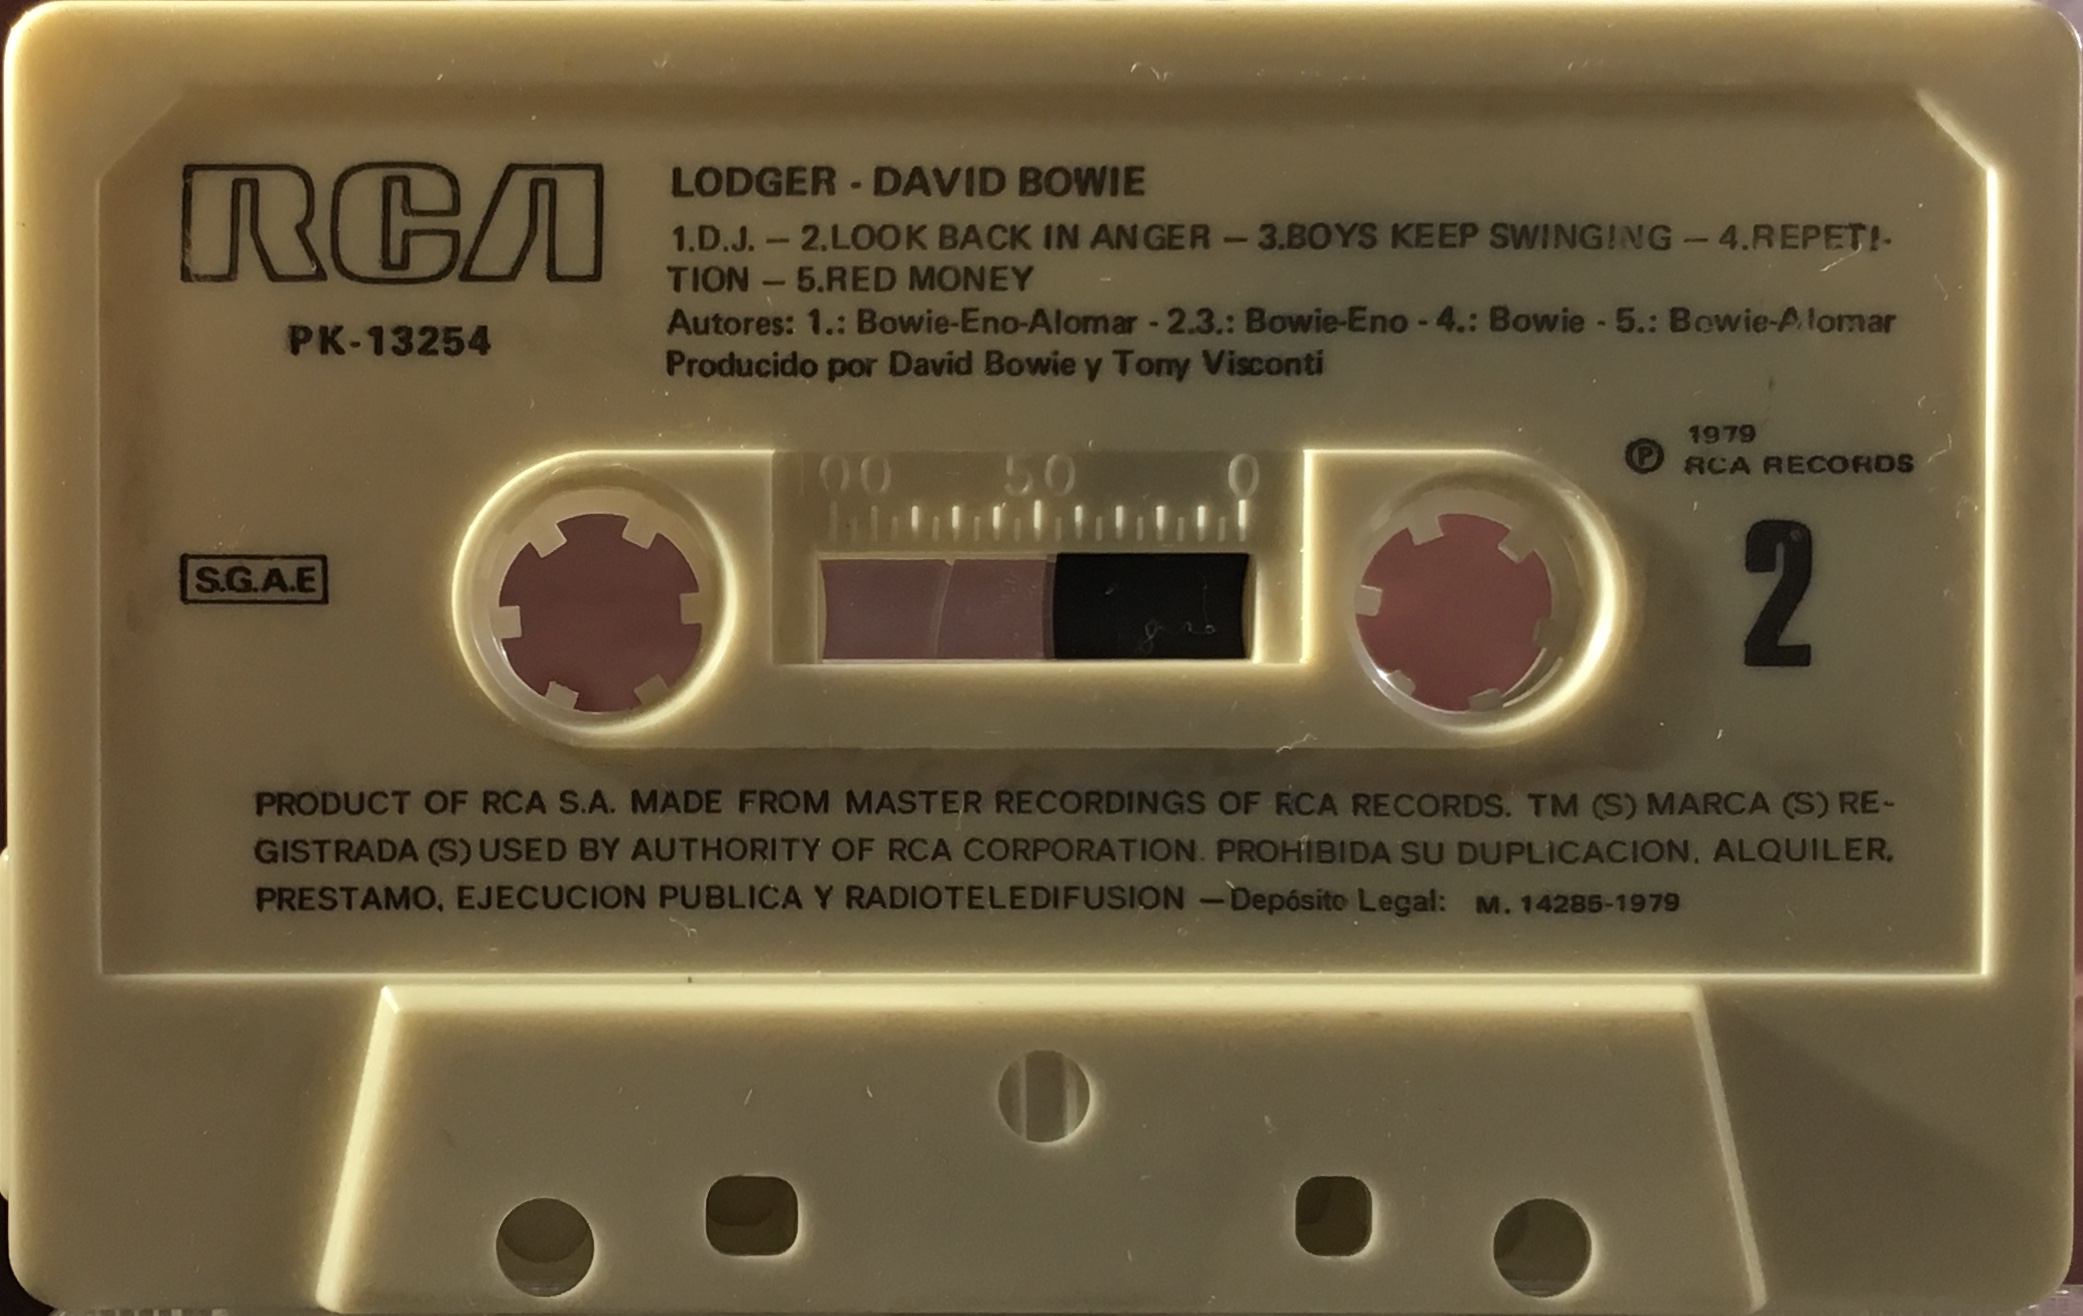 RCA
PK-13254
LODGER - DAVID BOWIE
1.D.J. — 2.LOOK BACK IN ANGER — 3.BOYS KEEP SWINGING — 4.REPETI-
TION — 5.RED MONEY
Autores: 1.: Bowie-Eno-Alomar - 2.3.: Bowie-Eno - 4.: Bowie - 5.: Bowie-Alomar
Producido por David Bowie y Tony Visconti
Ⓟ 1979
RCA RECORDS
00 50 0
S.G.A.E
2
PRODUCT OF RCA S.A. MADE FROM MASTER RECORDINGS OF RCA RECORDS. TM (S) MARCA (S) RE-
GISTRADA (S) USED BY AUTHORITY OF RCA CORPORATION. PROHIBIDA SU DUPLICACION, ALQUILER,
PRESTAMO, EJECUCION PUBLICA Y RADIOTELEDIFUSION — Depósito Legal: M. 14285-1979